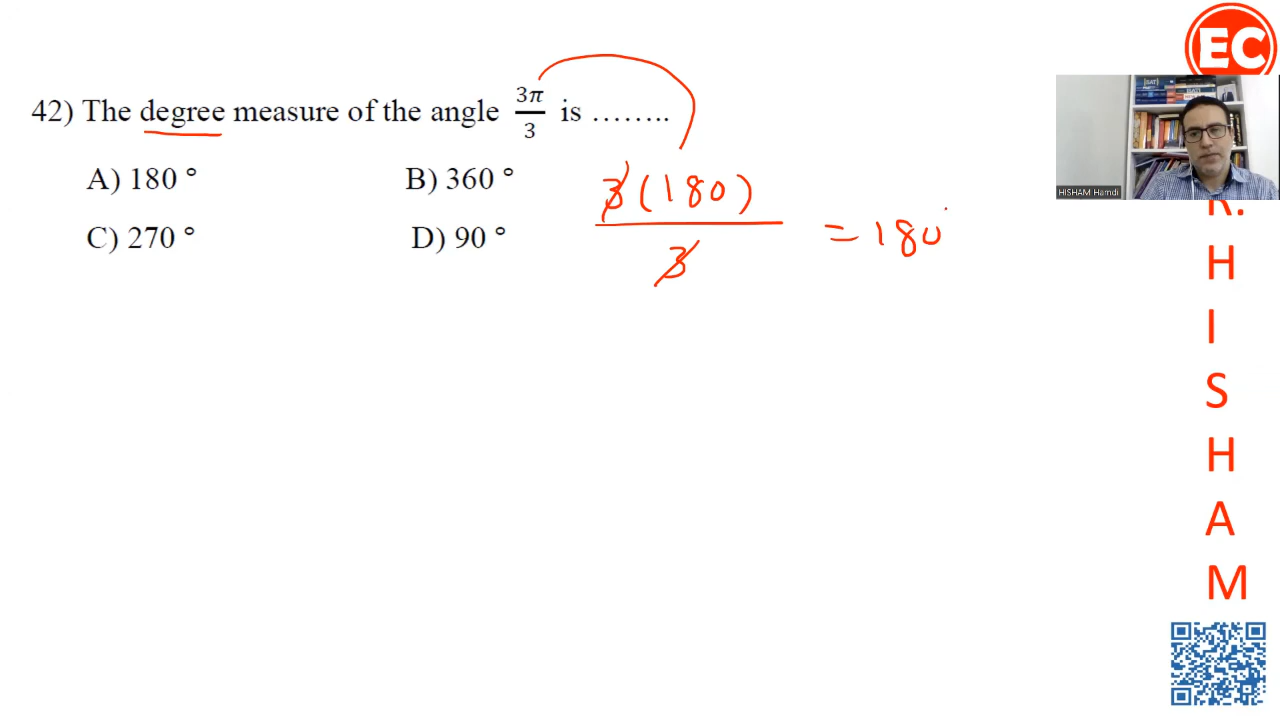 EC
42) The degree measure of the angle 3π/3 is ……..
A) 180 °
B) 360 °
3(180)/3 = 180°
C) 270 °
D) 90 °
HISHAM Hamdi
R.
H
I
S
H
A
M